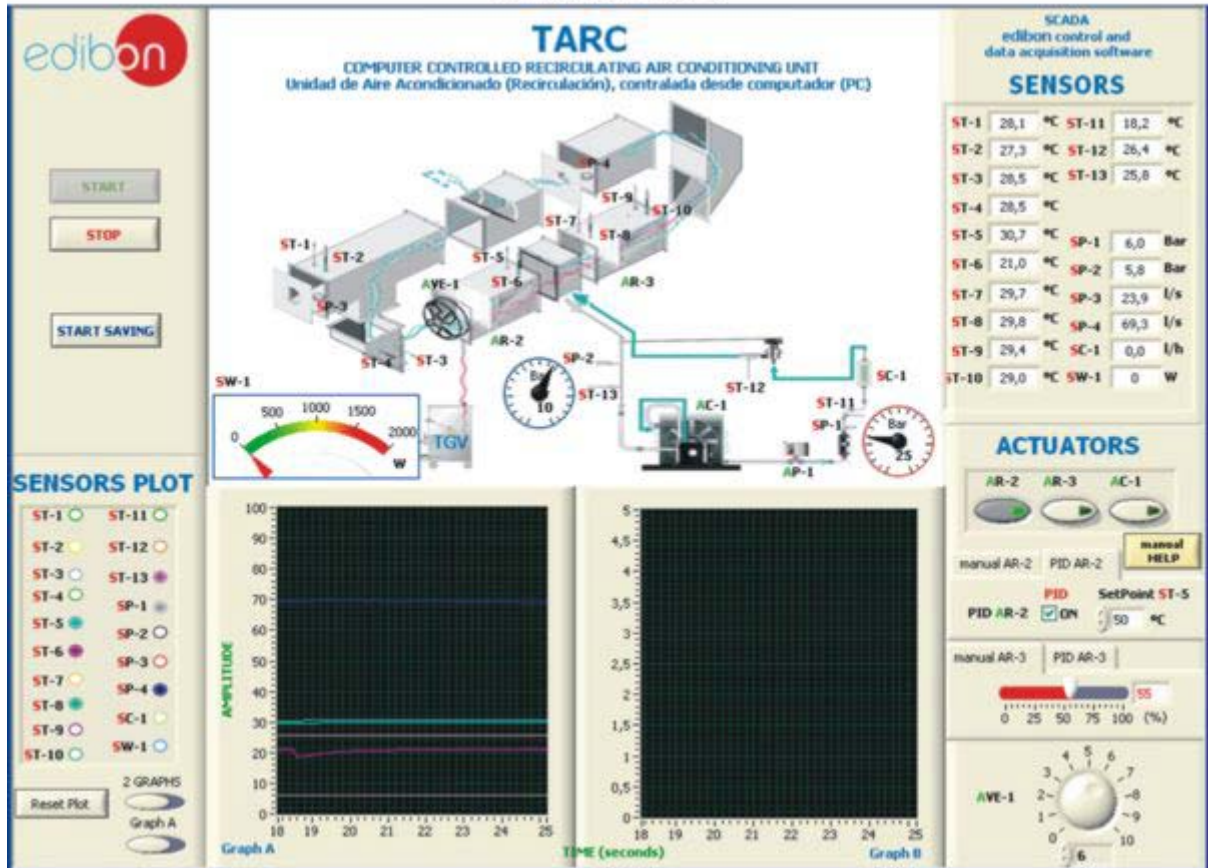 edibon
START
STOP
START SAVING
TARC
COMPUTER CONTROLLED RECIRCULATING AIR CONDITIONING UNIT
Unidad de Aire Acondicionado (Recirculación), contralada desde computador (PC)
SP-4
ST-9
ST-10
ST-7
ST-8
ST-1
ST-2
ST-5
ST-6
AVE-1
AR-3
SP-3
AR-2
ST-4
ST-3
SP-2
ST-12
SC-1
SW-1
ST-13
ST-11
Bar
10
AC-1
SP-1
Bar
25
TGV
AP-1
0 500 1000 1500 2000
W
SCADA
edibon control and
data acquisition software
SENSORS
ST-1 28,1 ºC ST-11 18,2 ºC
ST-2 27,3 ºC ST-12 26,4 ºC
ST-3 28,5 ºC ST-13 25,8 ºC
ST-4 28,5 ºC
ST-5 30,7 ºC SP-1 6,0 Bar
ST-6 21,0 ºC SP-2 5,8 Bar
ST-7 29,7 ºC SP-3 23,9 l/s
ST-8 29,8 ºC SP-4 69,3 l/s
ST-9 29,4 ºC SC-1 0,0 l/h
ST-10 29,0 ºC SW-1 0 W
SENSORS PLOT
ST-1 ST-11
ST-2 ST-12
ST-3 ST-13
ST-4 SP-1
ST-5 SP-2
ST-6 SP-3
ST-7 SP-4
ST-8 SC-1
ST-9 SW-1
ST-10
2 GRAPHS
Reset Plot
Graph A
AMPLITUDE
100
90
80
70
60
50
40
30
20
10
0
18 19 20 21 22 23 24 25
Graph A
TIME (seconds)
5
4,5
4
3,5
3
2,5
2
1,5
1
0,5
0
18 19 20 21 22 23 24 25
Graph B
ACTUATORS
AR-2 AR-3 AC-1
manual
HELP
manual AR-2 PID AR-2
PID SetPoint ST-5
PID AR-2 ON 50 ºC
manual AR-3 PID AR-3
55
0 25 50 75 100 (%)
AVE-1
0 1 2 3 4 5 6 7 8 9 10
6